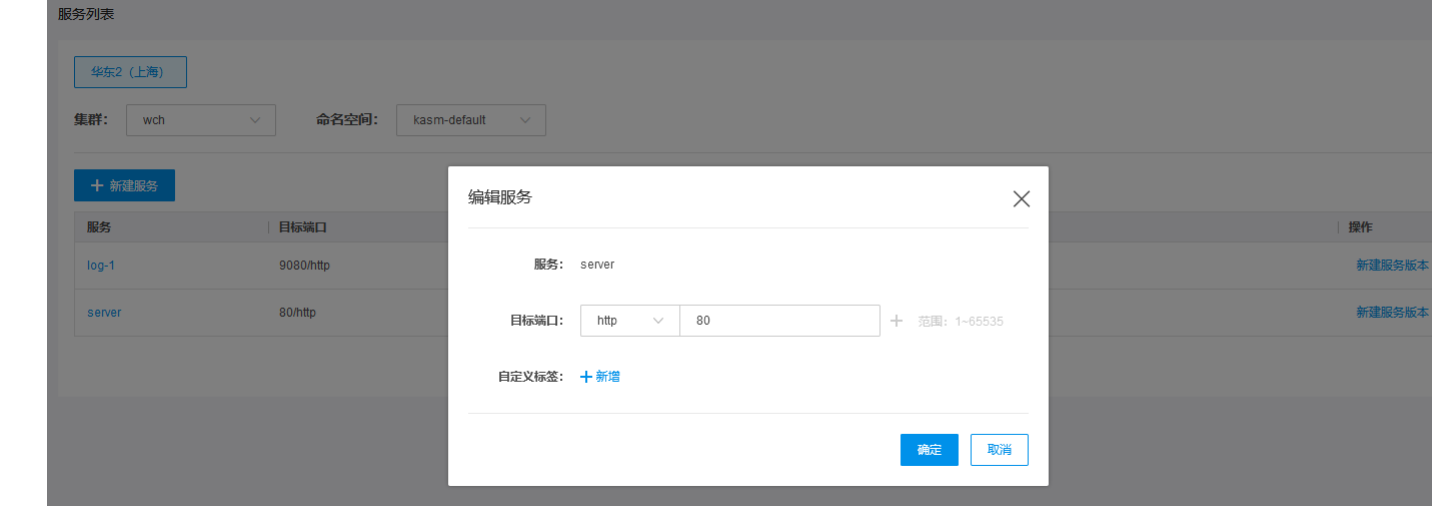 服务列表
华东2（上海）
集群： wch 命名空间： kasm-default
新建服务
服务 目标端口 操作
log-1 9080/http 新建服务版本
server 80/http 新建服务版本
编辑服务
服务： server
目标端口： http 80 范围：1~65535
自定义标签： 新增
确定 取消